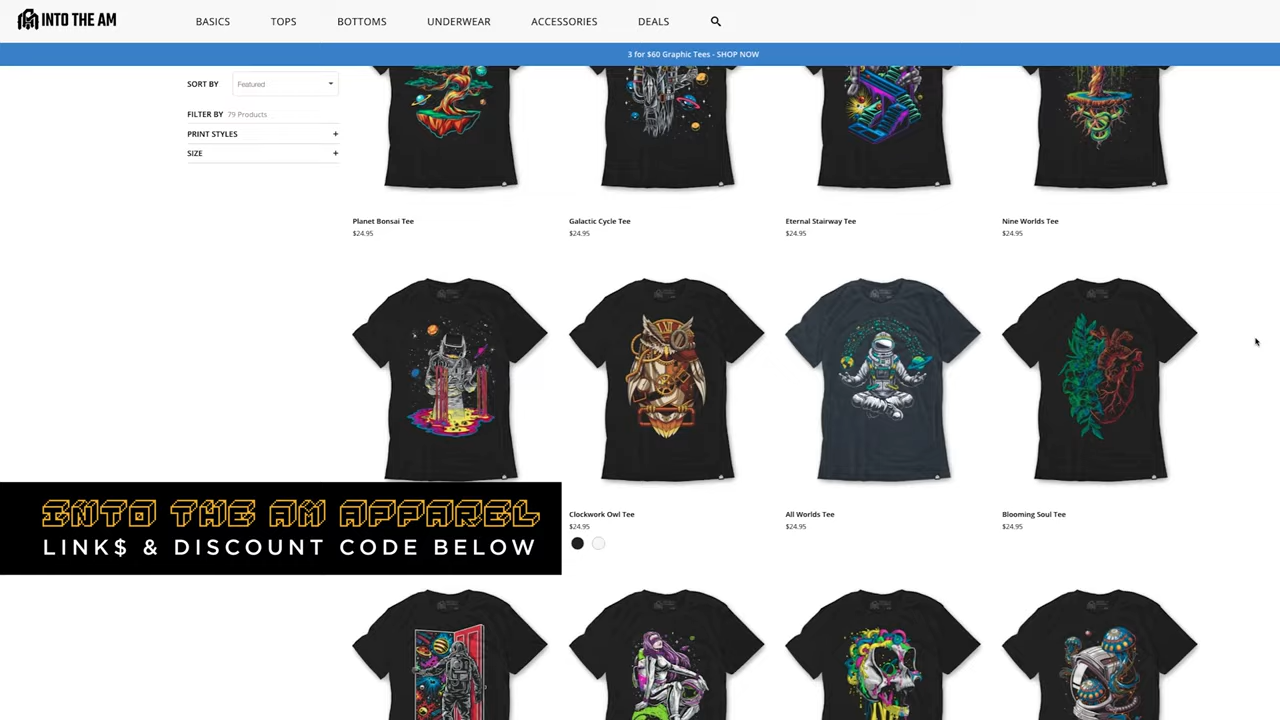 INTO THE AM
BASICS
TOPS
BOTTOMS
UNDERWEAR
ACCESSORIES
DEALS
3 for $60 Graphic Tees - SHOP NOW
SORT BY
Featured
FILTER BY 79 Products
PRINT STYLES +
SIZE +
Planet Bonsai Tee
$24.95
Galactic Cycle Tee
$24.95
Eternal Stairway Tee
$24.95
Nine Worlds Tee
$24.95
Clockwork Owl Tee
$24.95
All Worlds Tee
$24.95
Blooming Soul Tee
$24.95
INTO THE AM APPAREL
LINK$ & DISCOUNT CODE BELOW